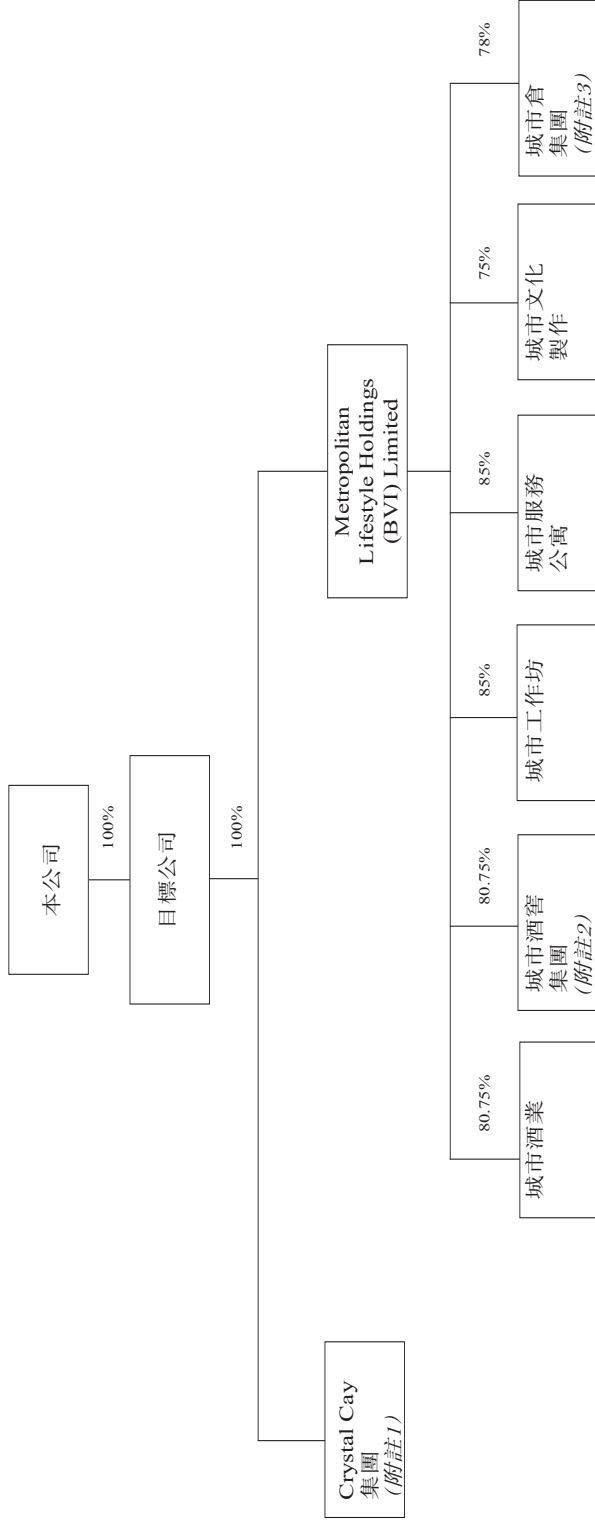 本公司
100%
目標公司
100%
Crystal Cay
集團
(附註1)
Metropolitan
Lifestyle Holdings
(BVI) Limited
80.75%
80.75%
85%
85%
75%
78%
城市酒業
城市酒窖
集團
(附註2)
城市工作坊
城市服務
公寓
城市文化
製作
城市倉
集團
(附註3)